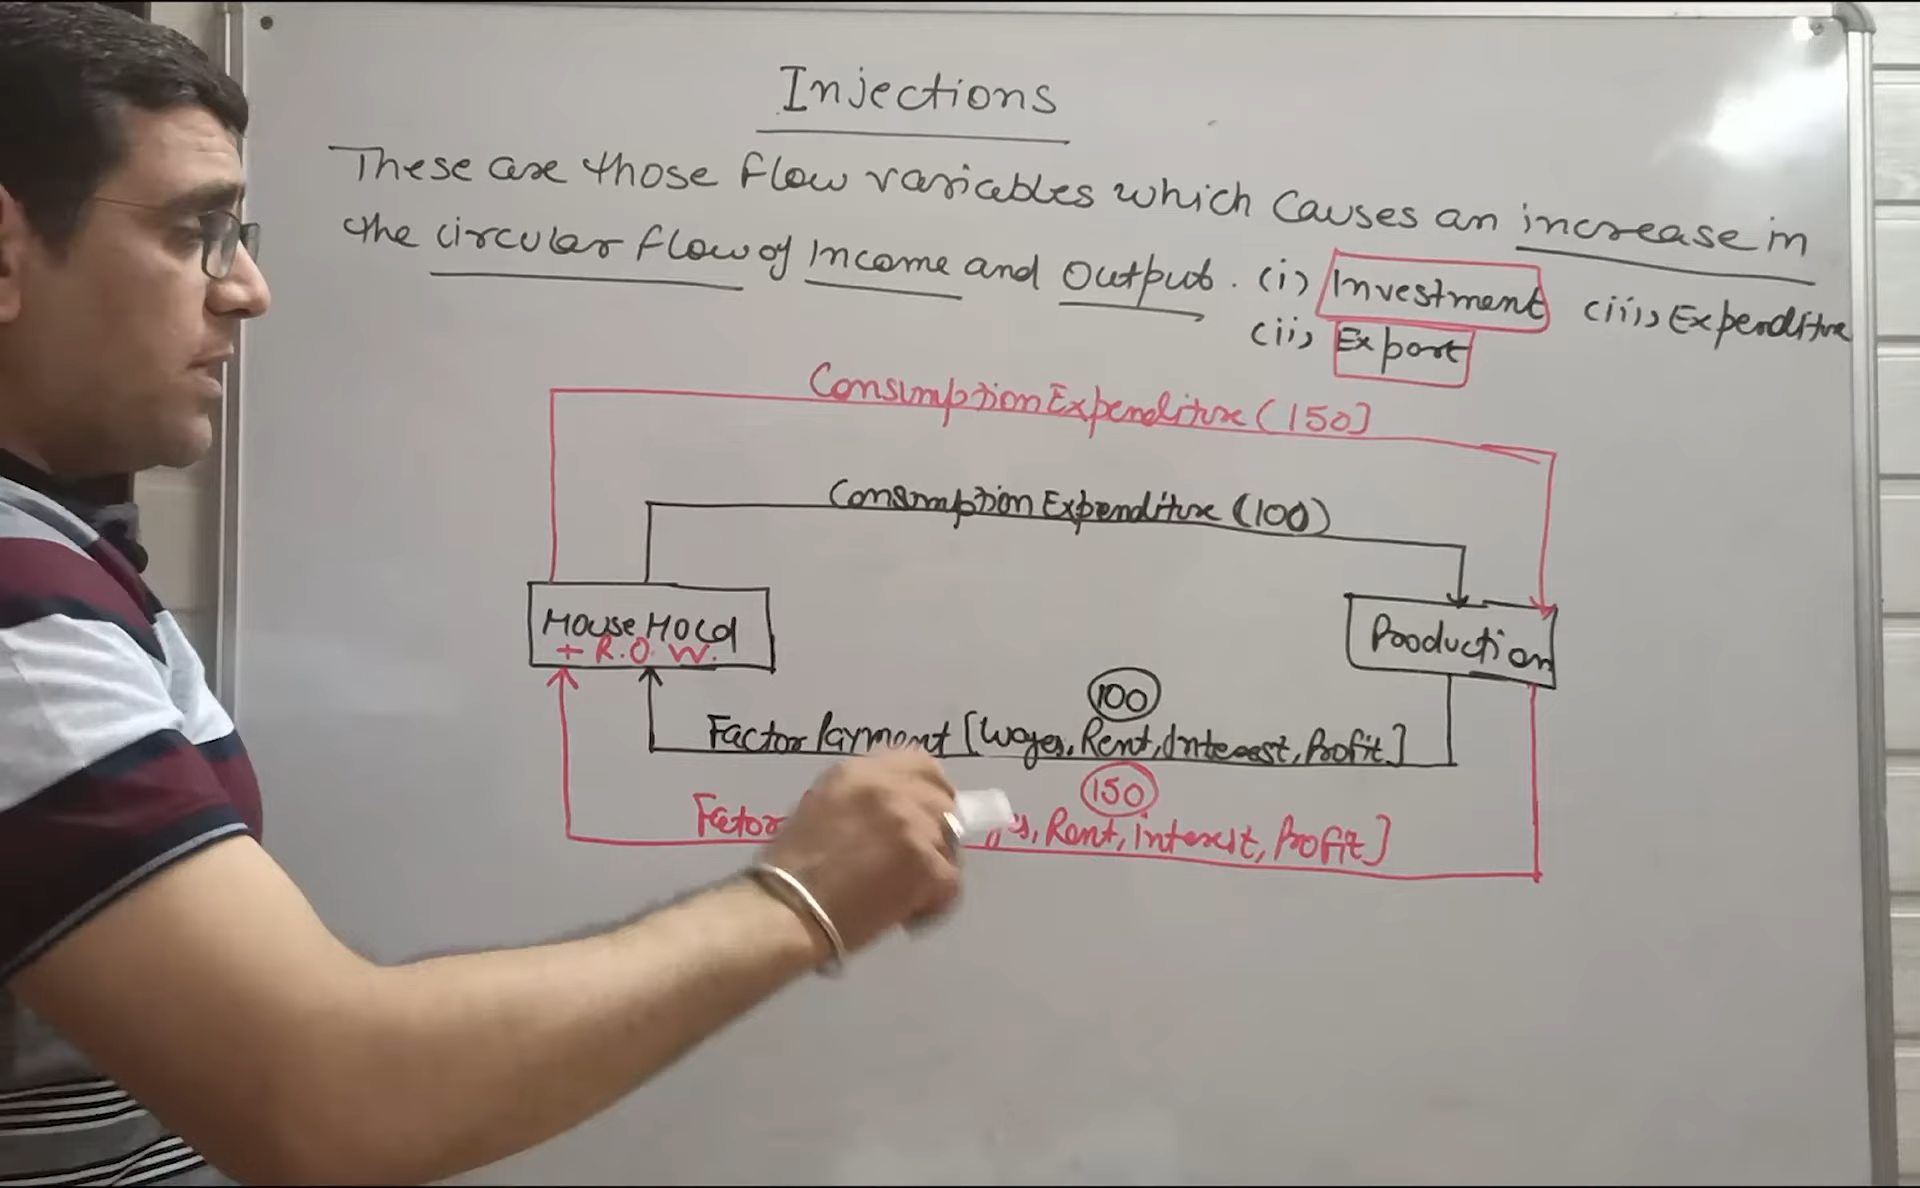 Injections
These are those flow variables which causes an increase in
the circular flow of Income and Output. (i) Investment (iii) Expenditure
(ii) Export
Consumption Expenditure (150]
Consumption Expenditure (100)
House Hold
+ R.O.W.
Production
100
Factor Payment [Wages, Rent, Interest, Profit]
150
Factor Rent, Interest, Profit]